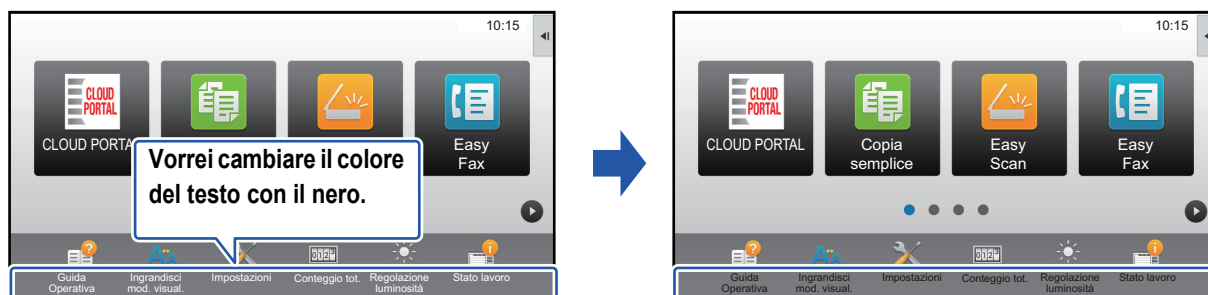 10:15
CLOUD
PORTAL
CLOUD PORTA
Easy
Fax
Vorrei cambiare il colore
del testo con il nero.
Guida
Operativa
Ingrandisci
mod. visual.
Impostazioni
Conteggio tot.
Regolazione
luminosità
Stato lavoro
10:15
CLOUD
PORTAL
CLOUD PORTAL
Copia
semplice
Easy
Scan
Easy
Fax
Guida
Operativa
Ingrandisci
mod. visual.
Impostazioni
Conteggio tot.
Regolazione
luminosità
Stato lavoro